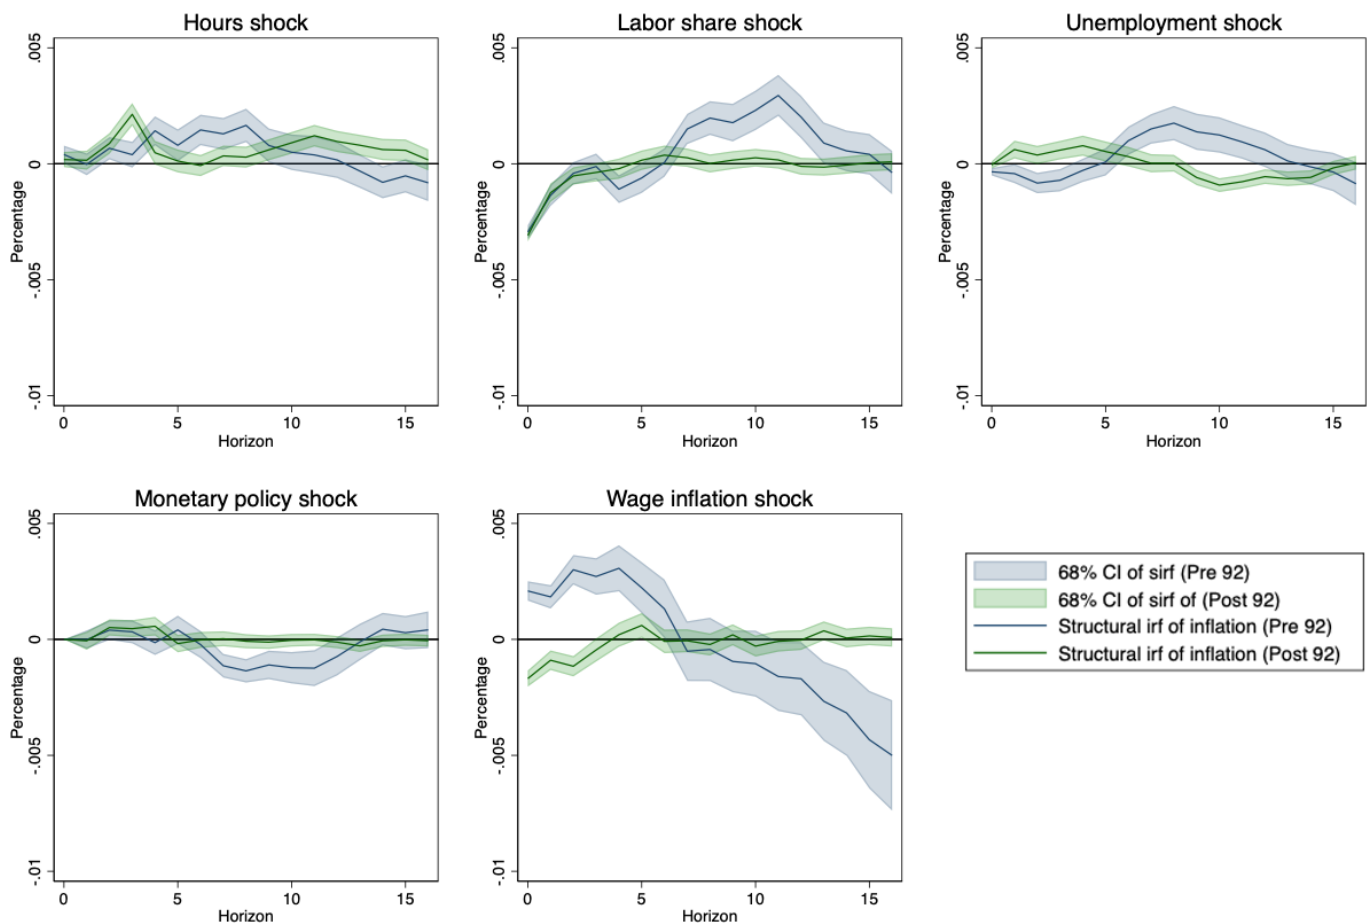 Hours shock
.005
0
-.005
-.01
Percentage
0 5 10 15
Horizon
Labor share shock
.005
0
-.005
-.01
Percentage
0 5 10 15
Horizon
Unemployment shock
.005
0
-.005
-.01
Percentage
0 5 10 15
Horizon
Monetary policy shock
.005
0
-.005
-.01
Percentage
0 5 10 15
Horizon
Wage inflation shock
.005
0
-.005
-.01
Percentage
0 5 10 15
Horizon
68% CI of sirf (Pre 92)
68% CI of sirf of (Post 92)
Structural irf of inflation (Pre 92)
Structural irf of inflation (Post 92)